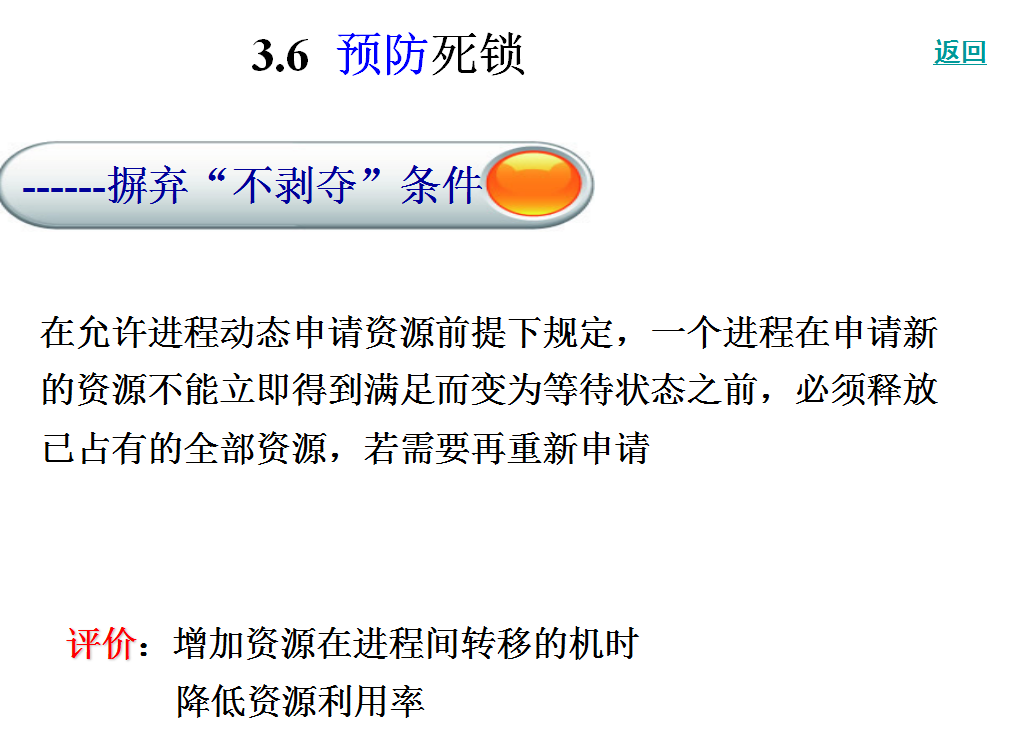 3.6 预防死锁
返回
------摒弃“不剥夺”条件
在允许进程动态申请资源前提下规定，一个进程在申请新
的资源不能立即得到满足而变为等待状态之前，必须释放
已占有的全部资源，若需要再重新申请
评价：增加资源在进程间转移的机时
降低资源利用率